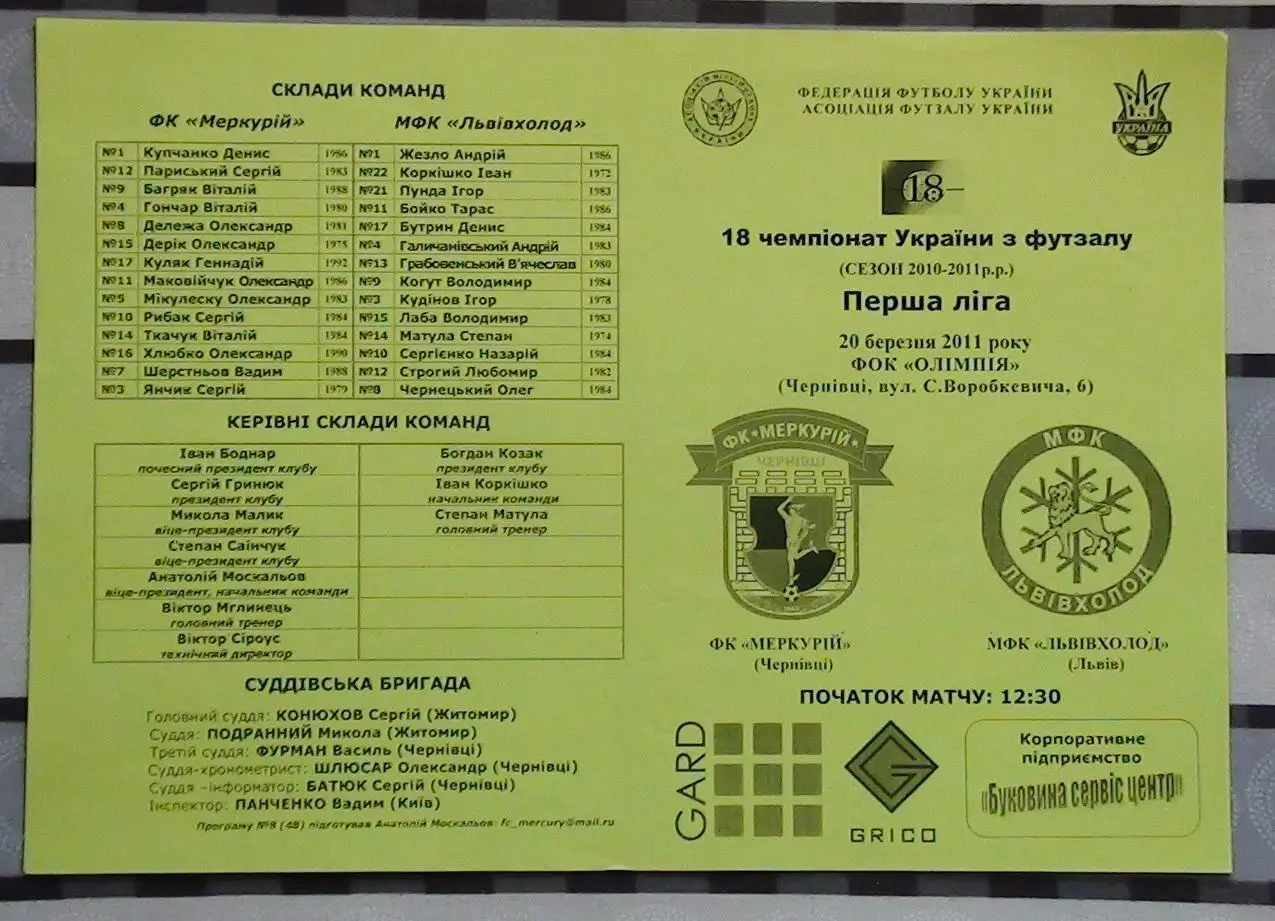 СКЛАДИ КОМАНД
ФК «Меркурій» МФК «Львівхолод»
№1 Купчанко Денис 1986 №1 Жезло Андрій 1986
№12 Париський Сергій 1983 №22 Коркішко Іван 1972
№9 Багряк Віталій 1988 №21 Пунда Ігор 1983
№4 Гончар Віталій 1980 №11 Бойко Тарас 1986
№8 Дележа Олександр 1981 №17 Бутрин Денис 1984
№15 Дерік Олександр 1975 №4 Галичанівський Андрій 1983
№17 Куляк Геннадій 1992 №13 Грабовенський В'ячеслав 1980
№11 Маковійчук Олександр 1986 №9 Когут Володимир 1984
№5 Мікулеску Олександр 1983 №3 Кудінов Ігор 1978
№10 Рибак Сергій 1984 №15 Лаба Володимир 1983
№14 Ткачук Віталій 1984 №14 Матула Степан 1974
№16 Хлюбко Олександр 1990 №10 Сергієнко Назарій 1984
№7 Шерстньов Вадим 1988 №12 Строгий Любомир 1982
№3 Янчик Сергій 1979 №8 Чернецький Олег 1984
КЕРІВНІ СКЛАДИ КОМАНД
Іван Боднар
почесний президент клубу
Сергій Гринюк
президент клубу
Микола Малик
віце-президент клубу
Степан Саінчук
віце-президент клубу
Анатолій Москальов
віце-президент, начальник команди
Віктор Мглинець
головний тренер
Віктор Сіроус
технічний директор
Богдан Козак
президент клубу
Іван Коркішко
начальник команди
Степан Матула
головний тренер
СУДДІВСЬКА БРИГАДА
Головний суддя: КОНЮХОВ Сергій (Житомир)
Суддя: ПОДРАННИЙ Микола (Житомир)
Третій суддя: ФУРМАН Василь (Чернівці)
Суддя-хронометрист: ШЛЮСАР Олександр (Чернівці)
Суддя -інформатор: БАТЮК Сергій (Чернівці)
Інспектор: ПАНЧЕНКО Вадим (Київ)
Програму №8 (48) підготував Анатолій Москальов: fc_mercury@mail.ru
ФЕДЕРАЦІЯ ФУТБОЛУ УКРАЇНИ
АСОЦІАЦІЯ ФУТЗАЛУ УКРАЇНИ
УКРАЇНА
18
18 чемпіонат України з футзалу
(СЕЗОН 2010-2011р.р.)
Перша ліга
20 березня 2011 року
ФОК «ОЛІМПІЯ»
(Чернівці, вул. С.Воробкевича, 6)
ФК МЕРКУРІЙ
ЧЕРНІВЦІ
МФК
ЛЬВІВХОЛОД
ФК «МЕРКУРІЙ»
(Чернівці)
МФК «ЛЬВІВХОЛОД»
(Львів)
ПОЧАТОК МАТЧУ: 12:30
GARD
GRICO
Корпоративне
підприємство
«Буковина сервіс центр»